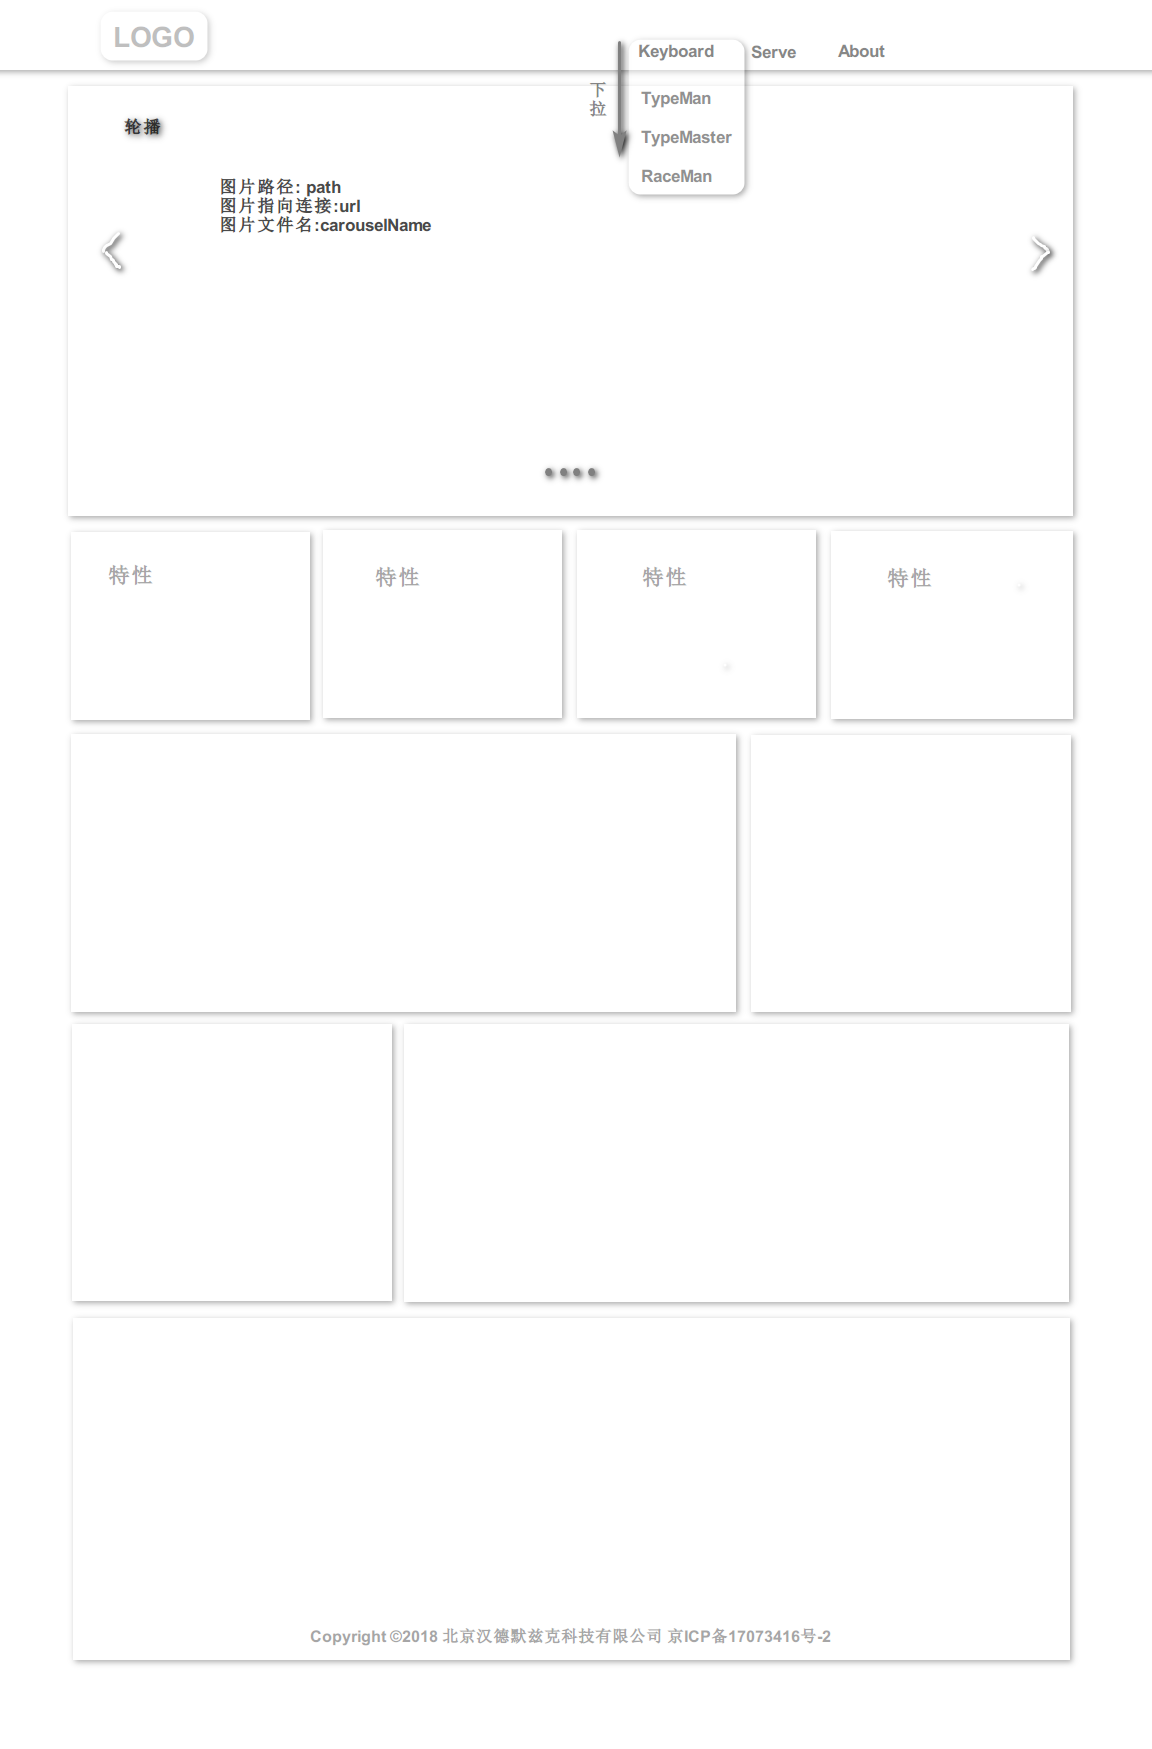 LOGO
Keyboard
Serve
About
下
拉
TypeMan
TypeMaster
RaceMan
轮播
图片路径: path
图片指向连接:url
图片文件名:carouselName
特性
特性
特性
特性
Copyright ©2018 北京汉德默兹克科技有限公司 京ICP备17073416号-2